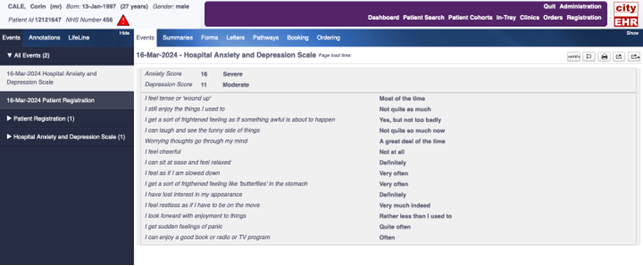 CALE, Corin (mr) Born: 13-Jan-1997 (27 years) Gender: male
Patient Id 12121647 NHS Number 456
Quit Administration
Dashboard Patient Search Patient Cohorts In-Tray Clinics Orders Registration
city
EHR
Events Annotations LifeLine Hide
Events Summaries Forms Letters Pathways Booking Ordering Show
▼ All Events (2)
16-Mar-2024 Hospital Anxiety and
Depression Scale
16-Mar-2024 Patient Registration
▶ Patient Registration (1)
▶ Hospital Anxiety and Depression Scale (1)
16-Mar-2024 - Hospital Anxiety and Depression Scale Page load time:
Anxiety Score 16 Severe
Depression Score 11 Moderate
I feel tense or 'wound up' Most of the time
I still enjoy the things I used to Not quite as much
I get a sort of frightened feeling as if something awful is about to happen Yes, but not too badly
I can laugh and see the funny side of things Not quite so much now
Worrying thoughts go through my mind A great deal of the time
I feel cheerful Not at all
I can sit at ease and feel relaxed Definitely
I feel as if I am slowed down Very often
I get a sort of frigthened feeling like 'butterflies' in the stomach Very often
I have lost interest in my appearance Definitely
I feel restless as if I have to be on the move Very much indeed
I look forward with enjoyment to things Rather less than I used to
I get sudden feelings of panic Quite often
I can enjoy a good book or radio or TV program Often